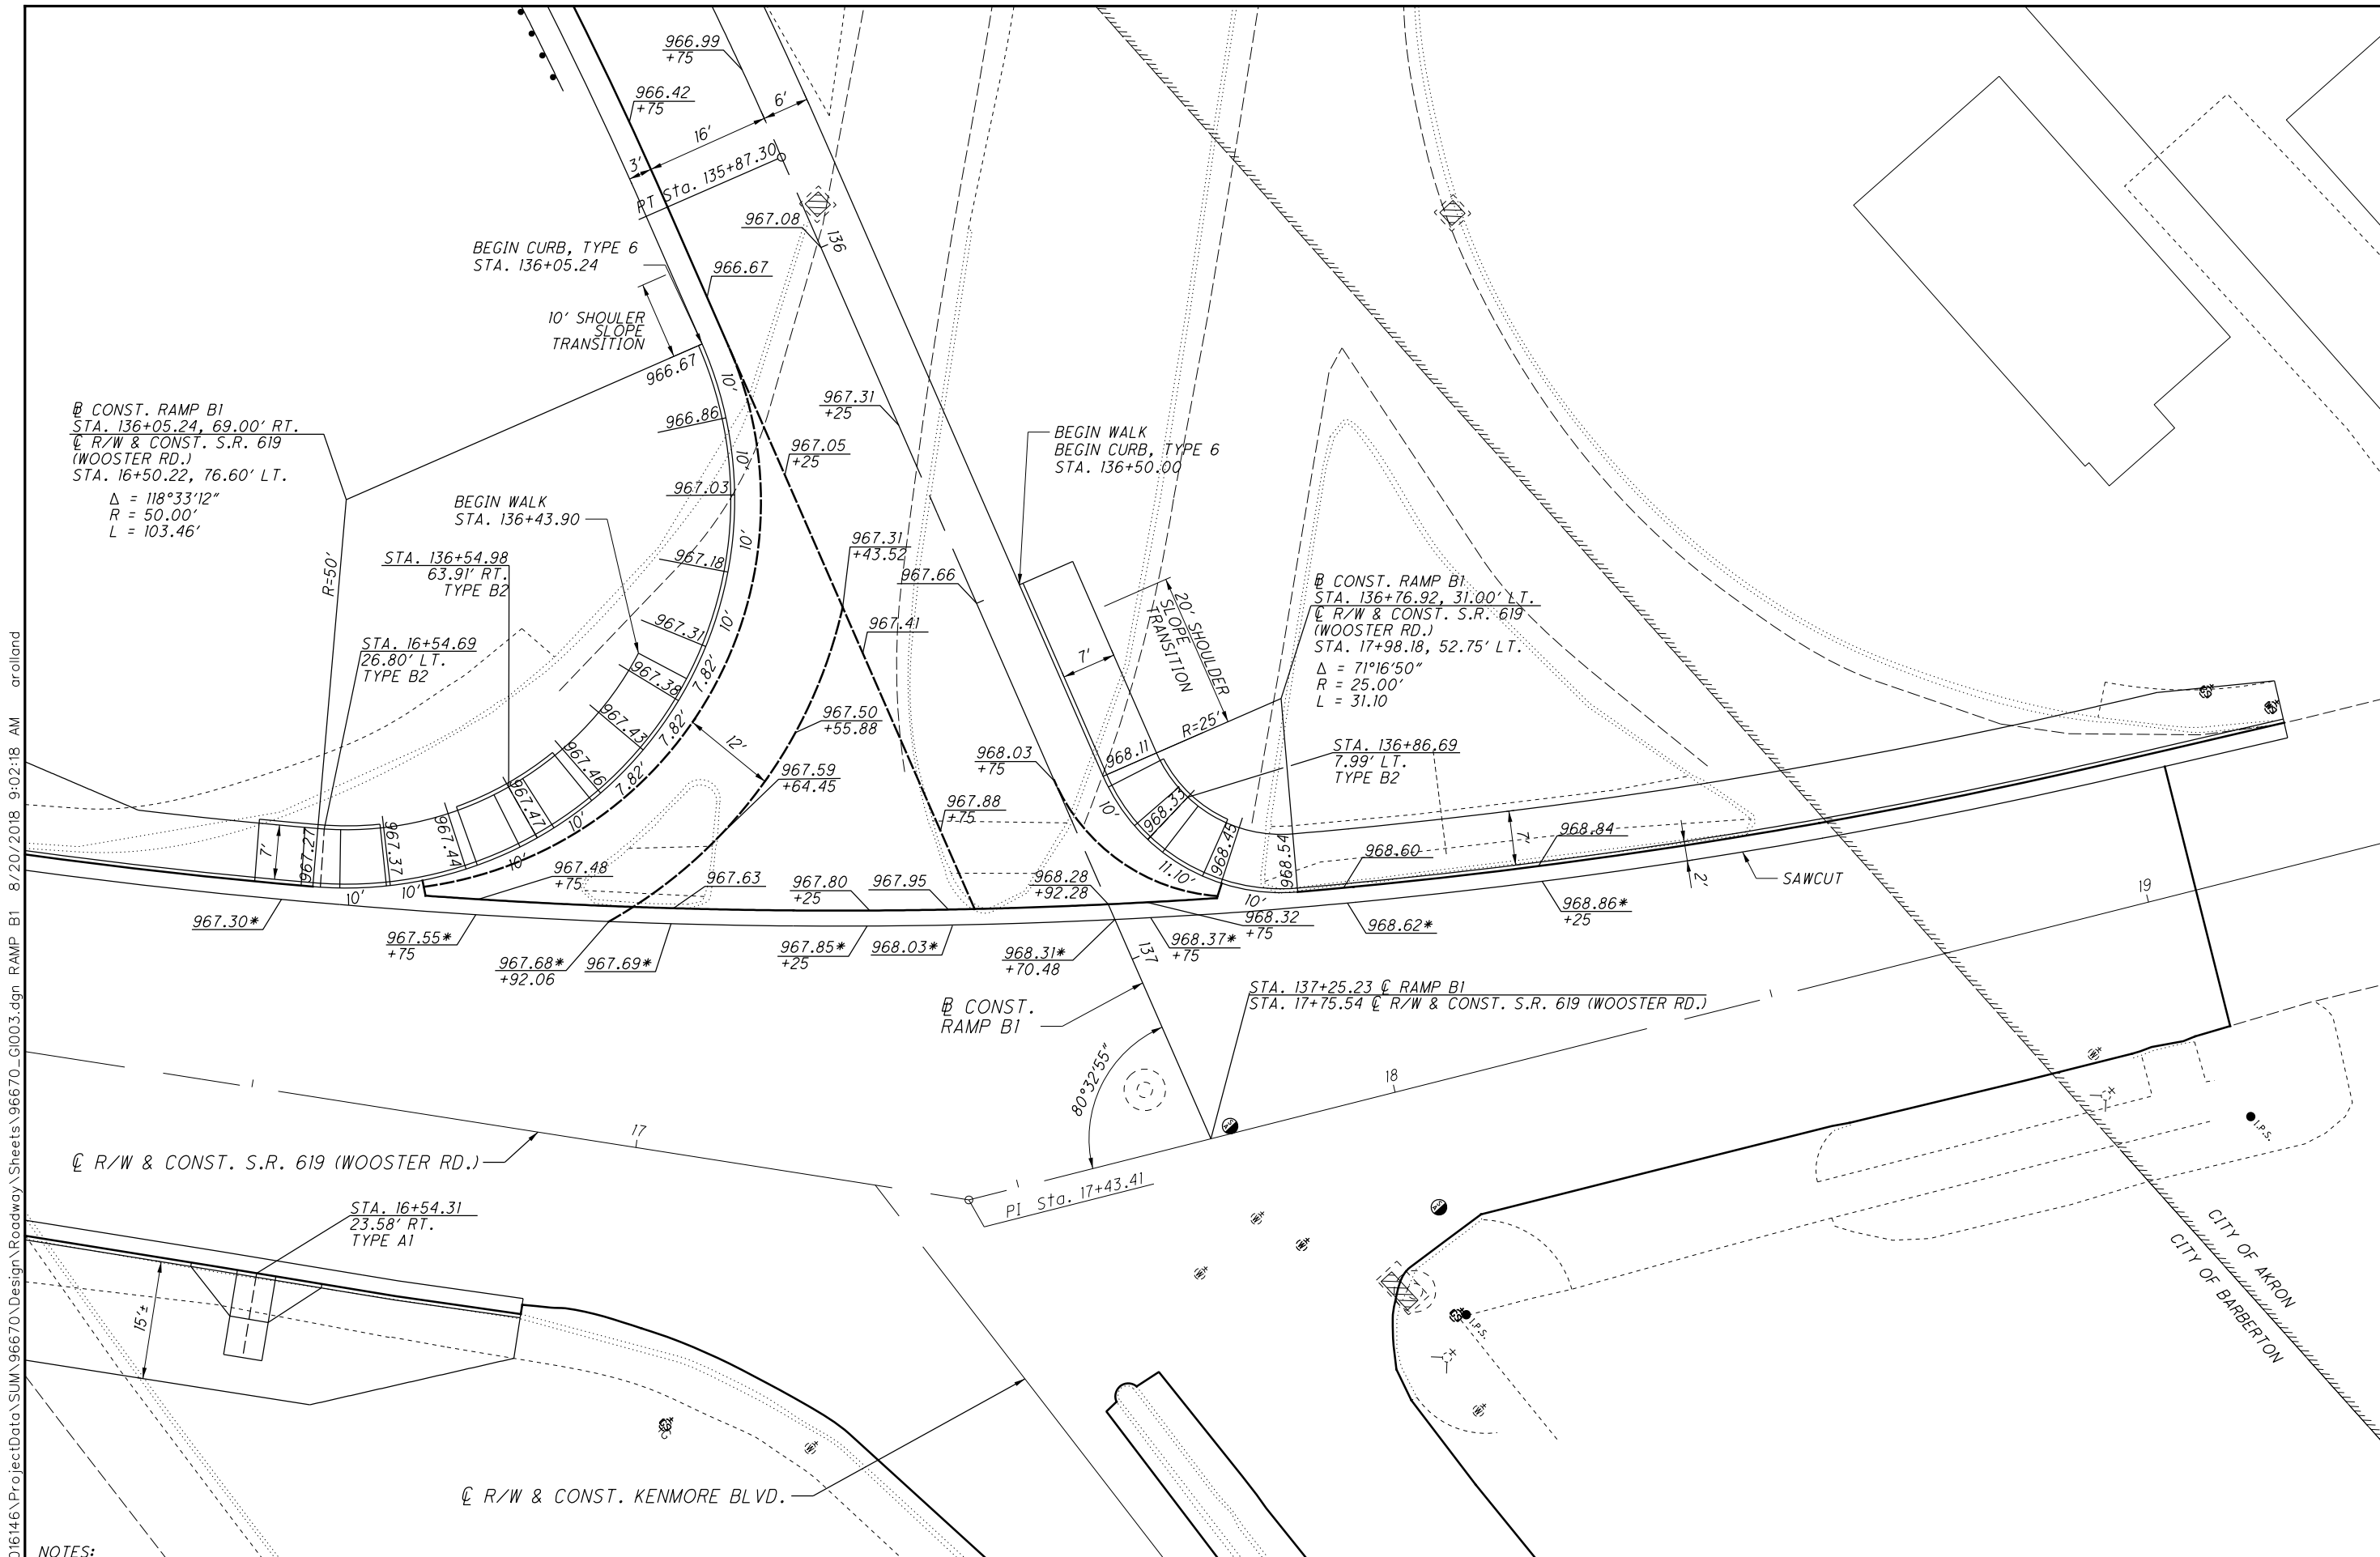 966.99
+75
966.42
+75
6'
16'
3'
PT Sta. 135+87.30
967.08
136
BEGIN CURB, TYPE 6
STA. 136+05.24
966.67
10' SHOULER
SLOPE
TRANSITION
966.67
10'
966.86
10'
967.03
10'
967.18
10'
967.31
967.38
7.82'
967.43
7.82'
967.46
7.82'
967.47
10'
967.44
10'
967.37
10'
967.27
10'
7'
B CONST. RAMP B1
STA. 136+05.24, 69.00' RT.
℄ R/W & CONST. S.R. 619
(WOOSTER RD.)
STA. 16+50.22, 76.60' LT.
Δ = 118°33'12"
R = 50.00'
L = 103.46'
R=50'
BEGIN WALK
STA. 136+43.90
STA. 136+54.98
63.91' RT.
TYPE B2
STA. 16+54.69
26.80' LT.
TYPE B2
967.31
+25
967.05
+25
967.31
+43.52
967.66
967.41
967.50
+55.88
12'
967.59
+64.45
968.03
+75
967.88
+75
BEGIN WALK
BEGIN CURB, TYPE 6
STA. 136+50.00
7'
20' SHOULDER
SLOPE
TRANSITION
R=25'
B CONST. RAMP B1
STA. 136+76.92, 31.00' LT.
℄ R/W & CONST. S.R. 619
(WOOSTER RD.)
STA. 17+98.18, 52.75' LT.
Δ = 71°16'50"
R = 25.00'
L = 31.10
STA. 136+86.69
7.99' LT.
TYPE B2
968.11
10'
968.33
11.10'
968.45
10'
968.54
968.60
968.84
7'
2'
SAWCUT
19
967.48
+75
967.63
967.80
+25
967.95
968.28
+92.28
968.32
+75
967.30*
967.55*
+75
967.68*
+92.06
967.69*
967.85*
+25
968.03*
968.31*
+70.48
968.37*
+75
968.62*
968.86*
+25
137
B CONST.
RAMP B1
STA. 137+25.23 ℄ RAMP B1
STA. 17+75.54 ℄ R/W & CONST. S.R. 619 (WOOSTER RD.)
80°32'55"
18
17
℄ R/W & CONST. S.R. 619 (WOOSTER RD.)
PI Sta. 17+43.41
STA. 16+54.31
23.58' RT.
TYPE A1
15'±
℄ R/W & CONST. KENMORE BLVD.
I.P.S.
I.P.S.
CITY OF AKRON
CITY OF BARBERTON
NOTES:
016146\ProjectData\SUM\96670\Design\Roadway\Sheets\96670_GI003.dgn RAMP B1 8/20/2018 9:02:18 AM arolland